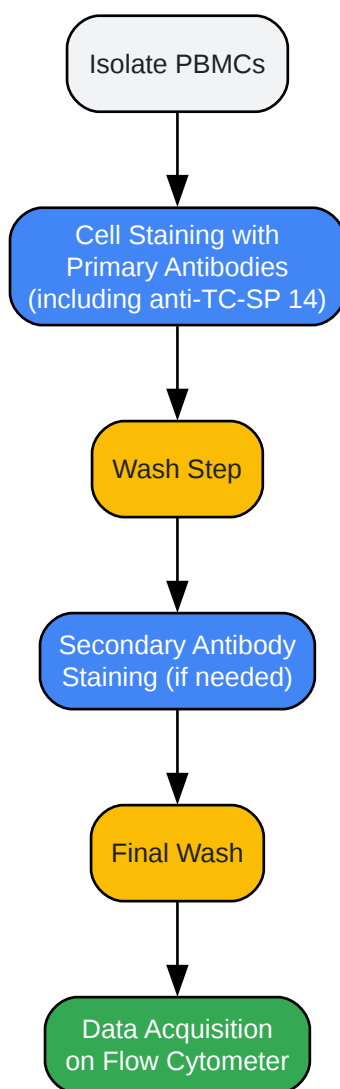 Isolate PBMCs
Cell Staining with
Primary Antibodies
(including anti-TC-SP 14)
Wash Step
Secondary Antibody
Staining (if needed)
Final Wash
Data Acquisition
on Flow Cytometer